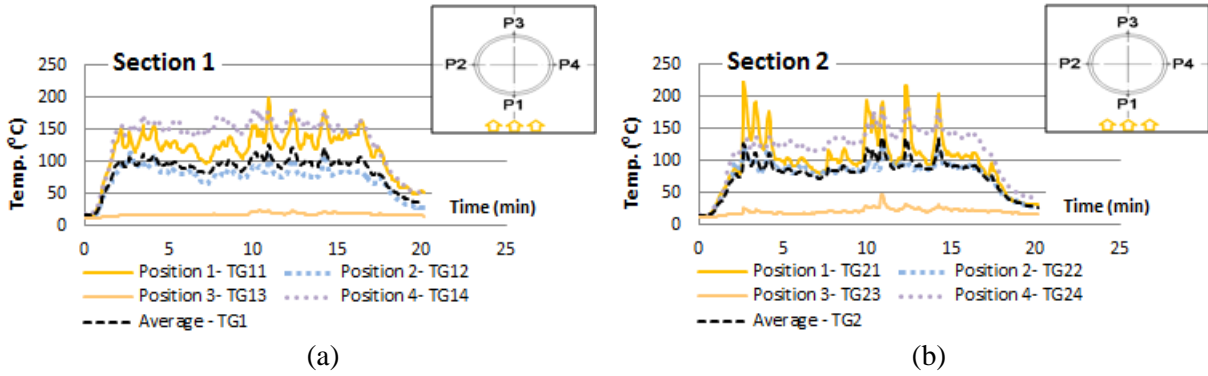 Section 1
P3
P2
P4
P1
Temp. (⁰C)
250
200
150
100
50
0
Time (min)
0 5 10 15 20 25
Position 1- TG11
Position 2- TG12
Position 3- TG13
Position 4- TG14
Average - TG1
(a)
Section 2
P3
P2
P4
P1
Temp. (⁰C)
250
200
150
100
50
0
Time (min)
0 5 10 15 20 25
Position 1- TG21
Position 2- TG22
Position 3- TG23
Position 4- TG24
Average - TG2
(b)